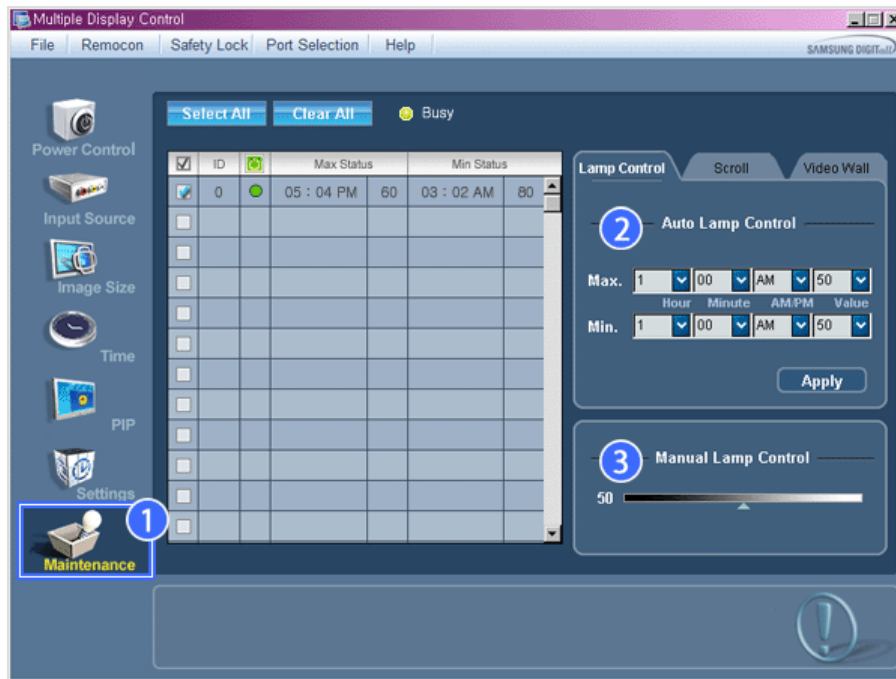 Multiple Display Control
File Remocon Safety Lock Port Selection Help
SAMSUNG DIGITall
Select All Clear All Busy
Power Control
Input Source
Image Size
Time
PIP
Settings
1
Maintenance
ID Max Status Min Status
0 05 : 04 PM 60 03 : 02 AM 80
Lamp Control Scroll Video Wall
2 Auto Lamp Control
Max. 1 00 AM 50
Hour Minute AM/PM Value
Min. 1 00 AM 50
Apply
3 Manual Lamp Control
50